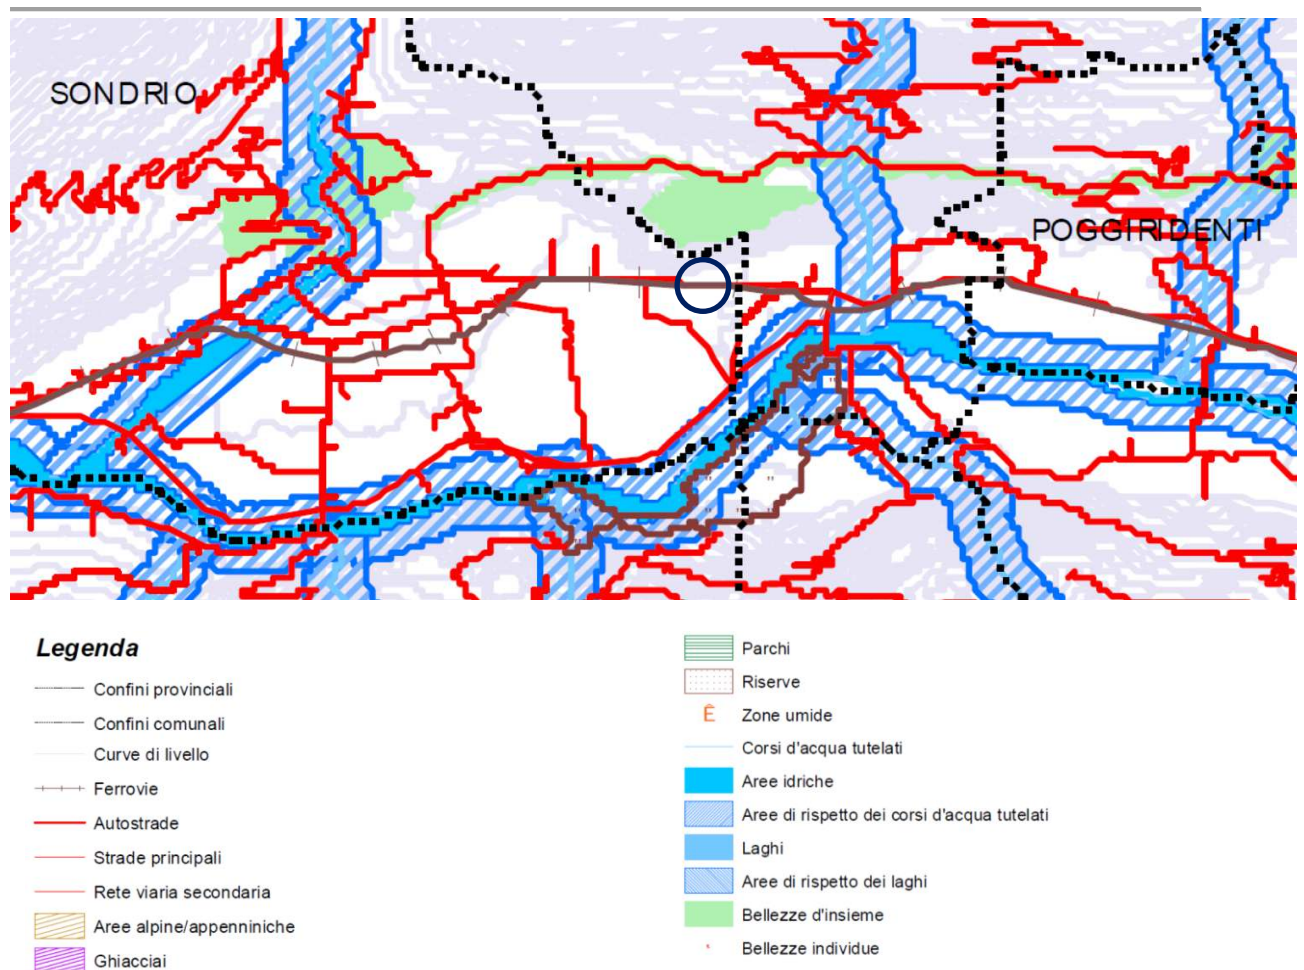 SONDRIO
POGGIRIDENTI
Legenda
Confini provinciali
Confini comunali
Curve di livello
Ferrovie
Autostrade
Strade principali
Rete viaria secondaria
Aree alpine/appenniniche
Ghiacciai
Parchi
Riserve
Ê Zone umide
Corsi d'acqua tutelati
Aree idriche
Aree di rispetto dei corsi d'acqua tutelati
Laghi
Aree di rispetto dei laghi
Bellezze d'insieme
Bellezze individue